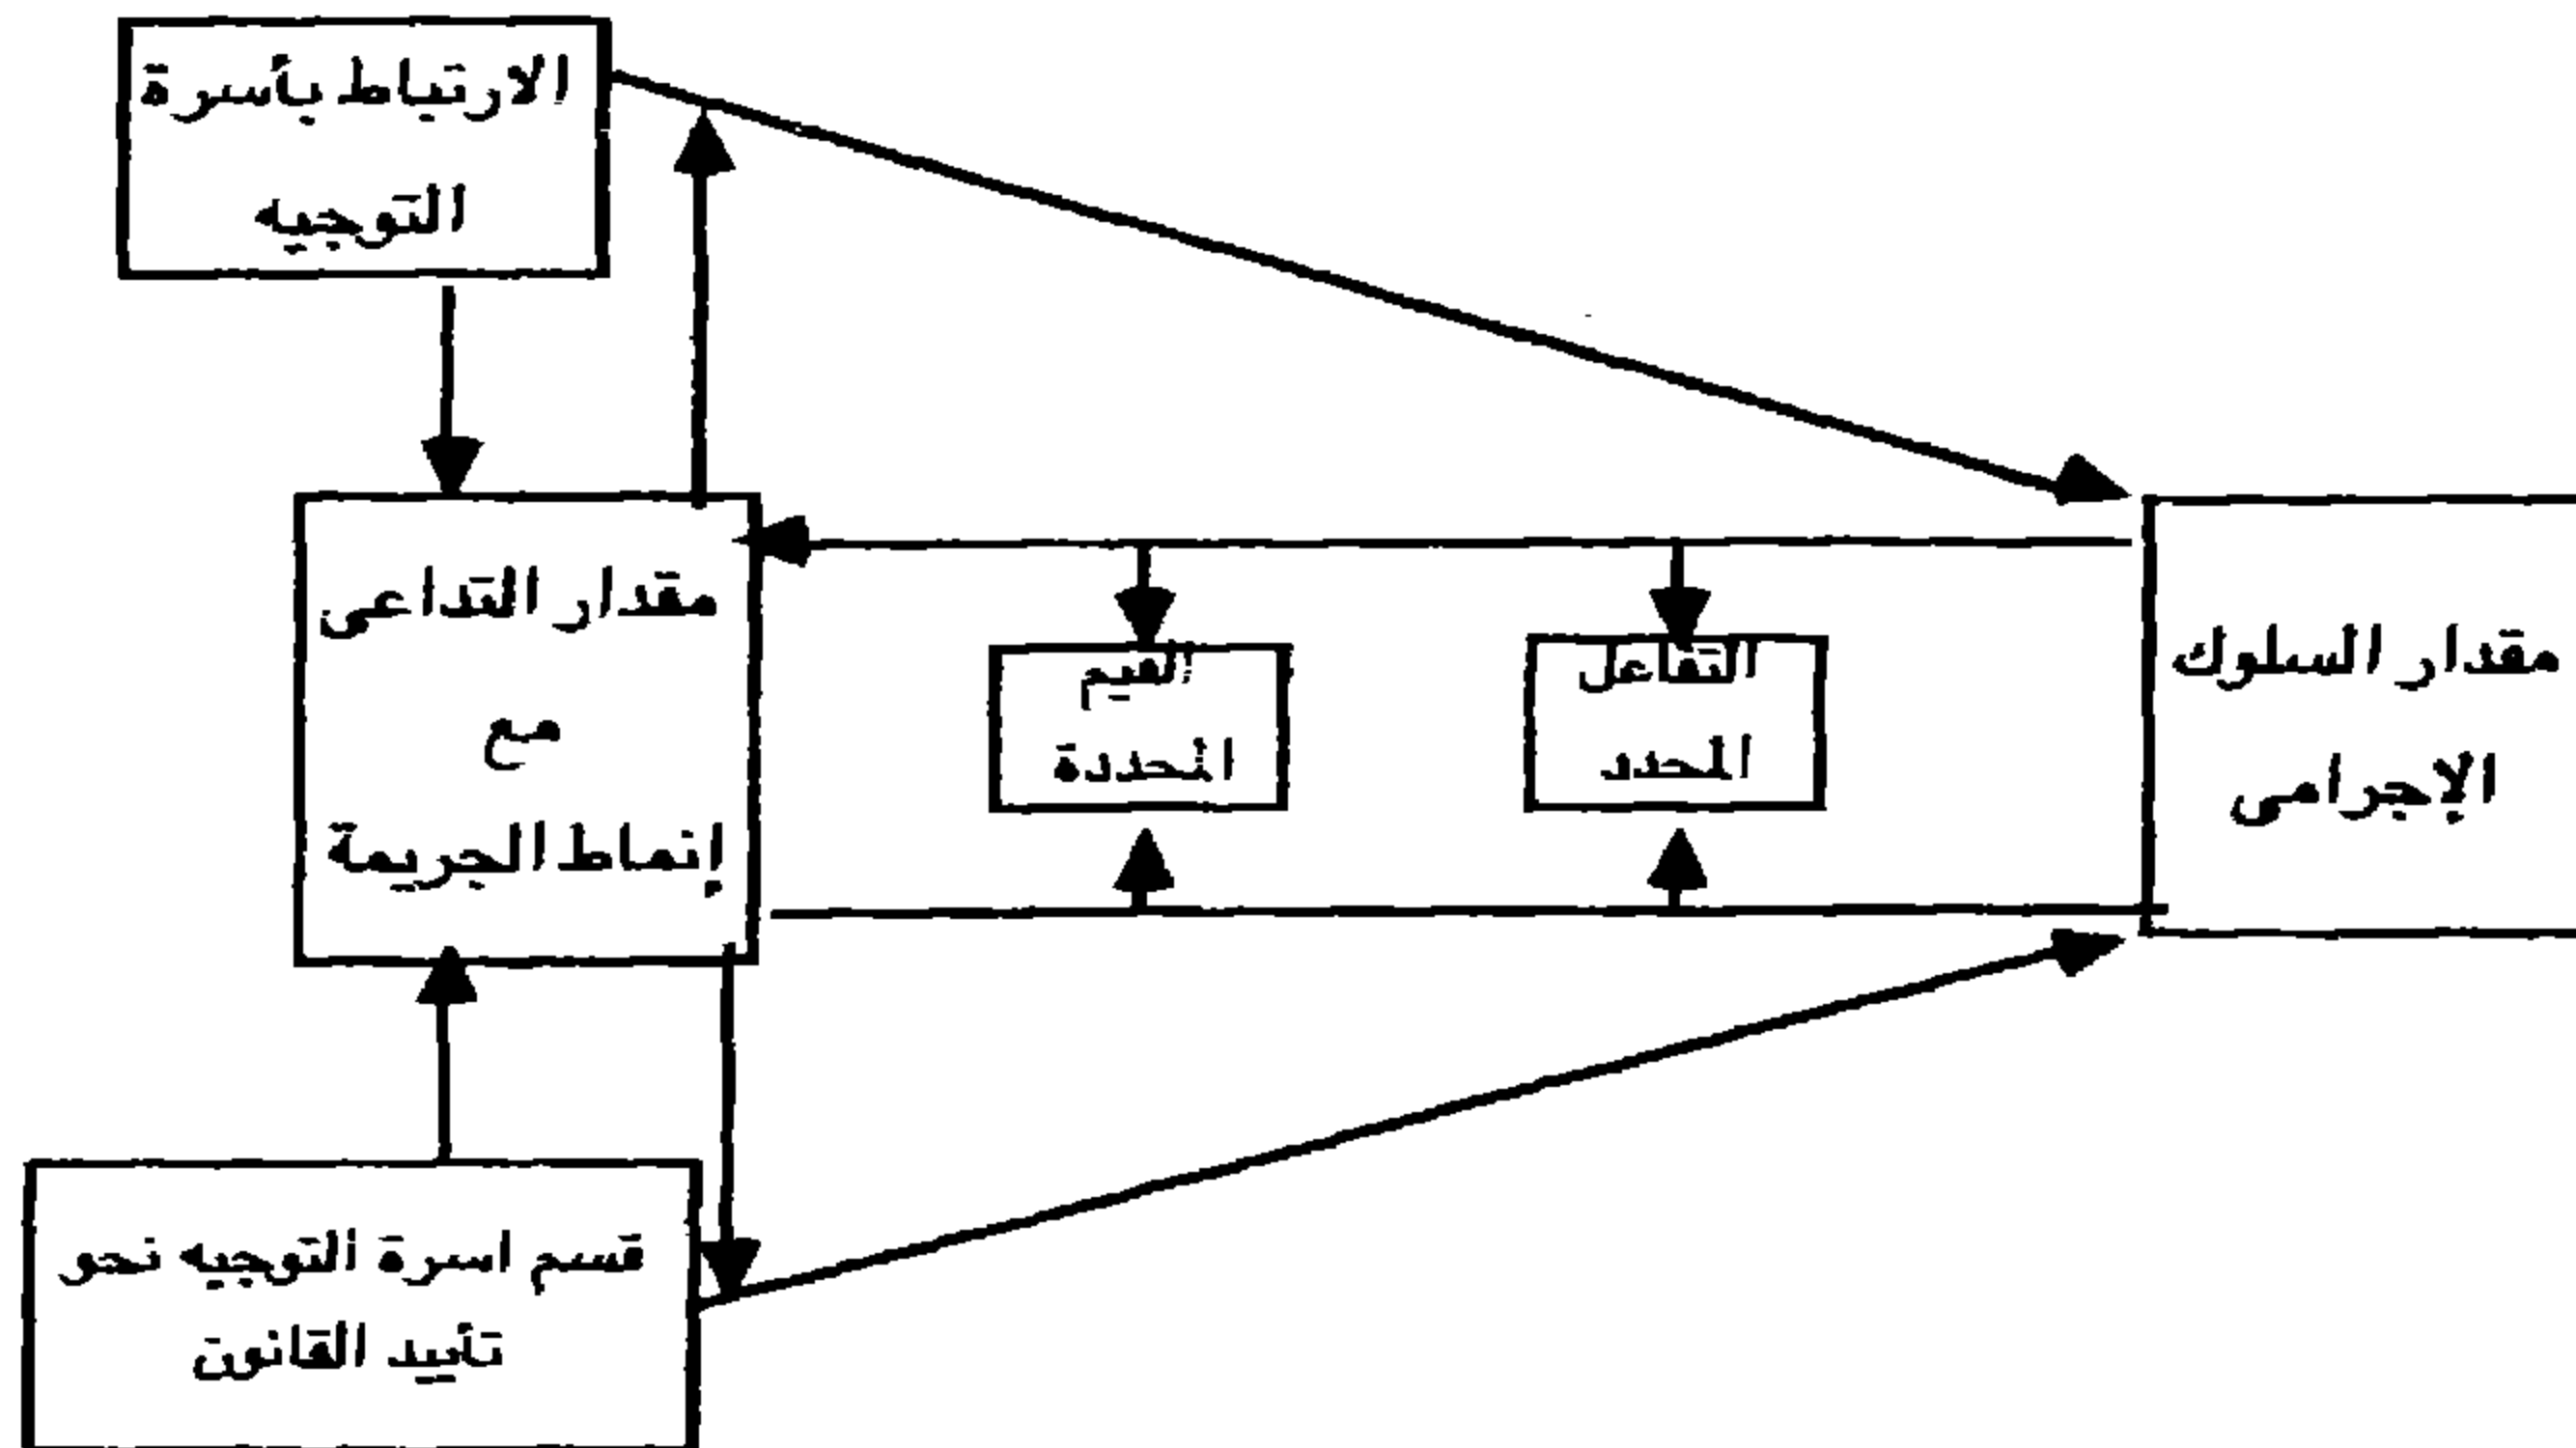 الارتباط بأسرة
التوجيه
مقدار التداعى
مع
إنماط الجريمة
القيم
المحددة
التفاعل
المحدد
مقدار السلوك
الإجرامى
قسم اسرة التوجيه نحو
تأييد القانون